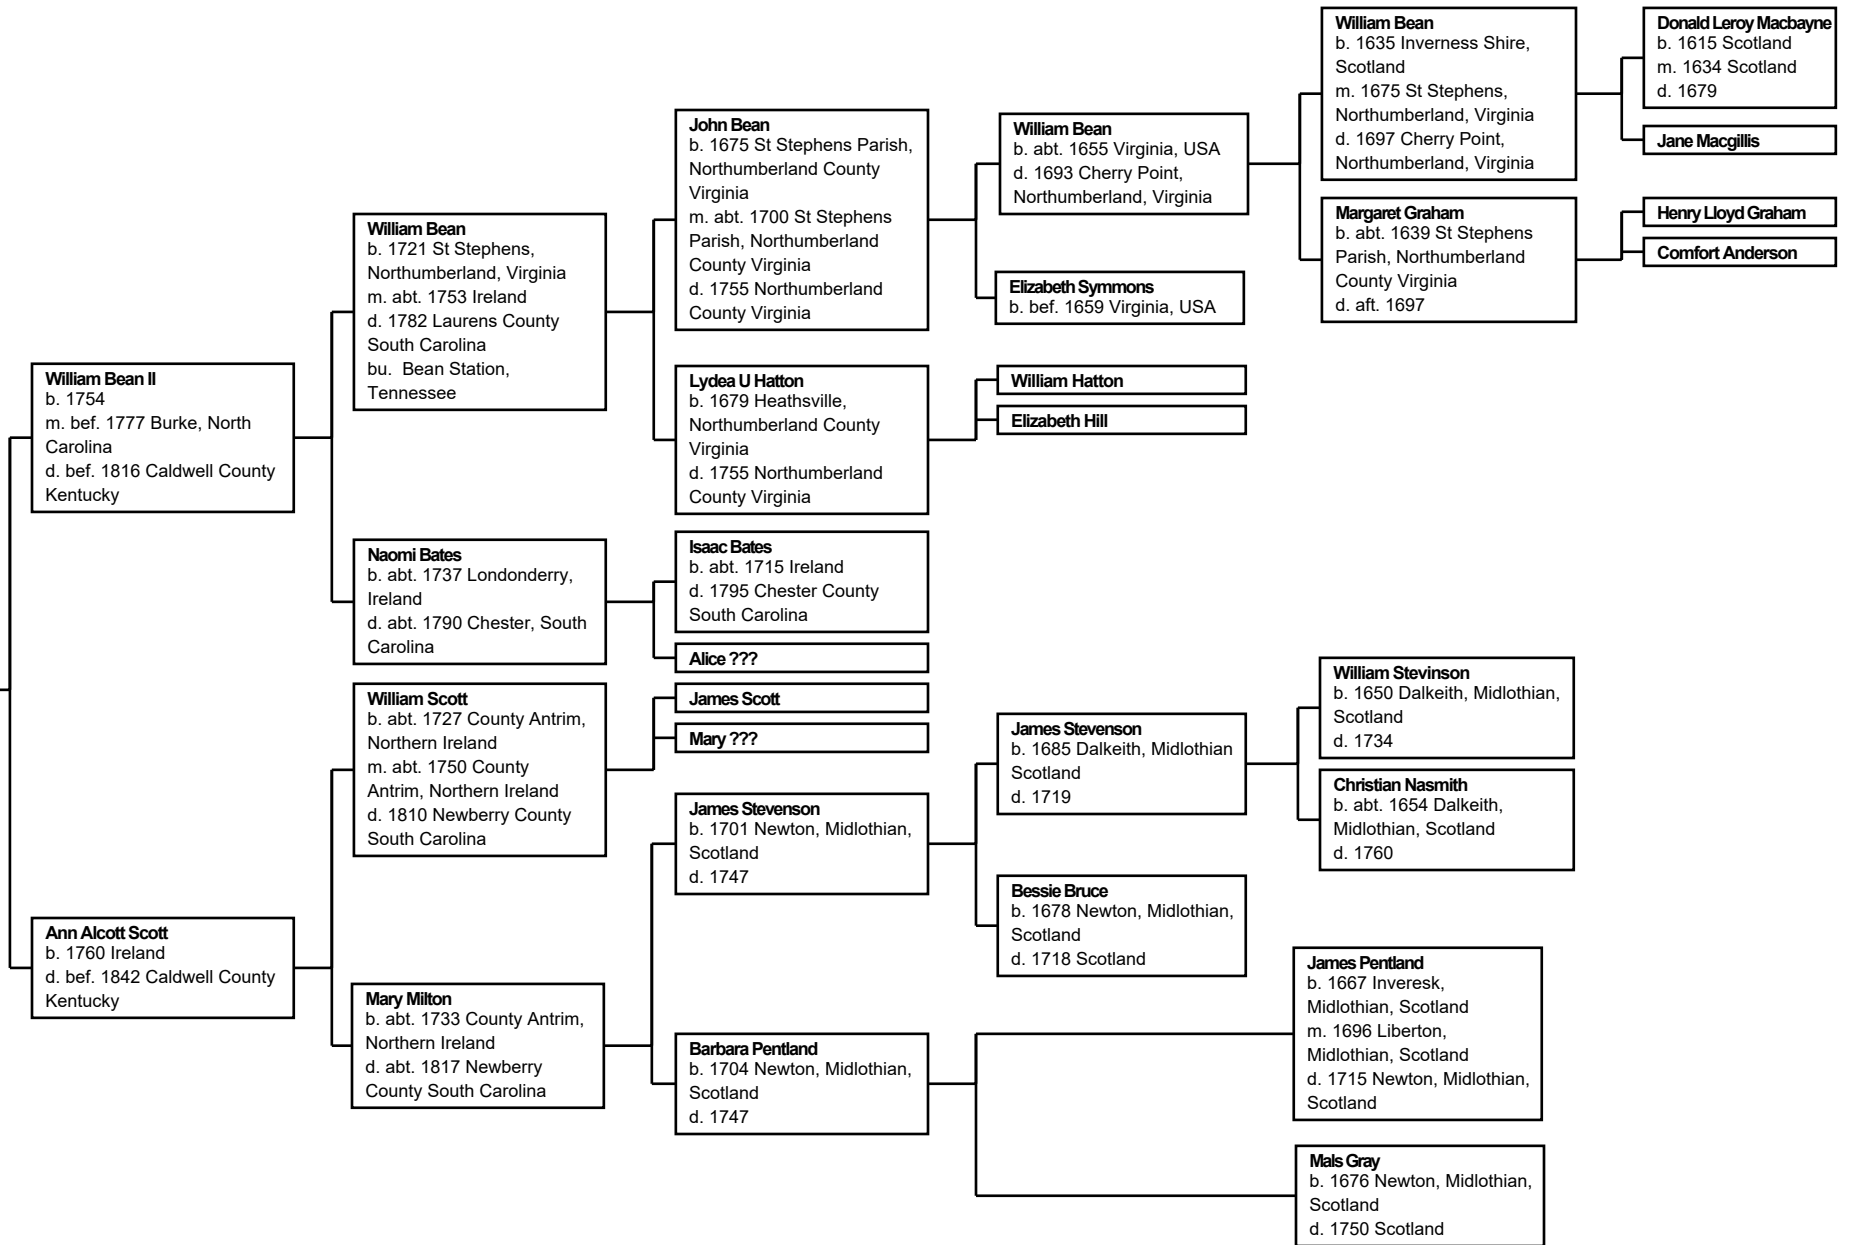 William Bean II
b. 1754
m. bef. 1777 Burke, North
Carolina
d. bef. 1816 Caldwell County
Kentucky
Ann Alcott Scott
b. 1760 Ireland
d. bef. 1842 Caldwell County
Kentucky
William Bean
b. 1721 St Stephens,
Northumberland, Virginia
m. abt. 1753 Ireland
d. 1782 Laurens County
South Carolina
bu.  Bean Station,
Tennessee
Naomi Bates
b. abt. 1737 Londonderry,
Ireland
d. abt. 1790 Chester, South
Carolina
William Scott
b. abt. 1727 County Antrim,
Northern Ireland
m. abt. 1750 County
Antrim, Northern Ireland
d. 1810 Newberry County
South Carolina
Mary Milton
b. abt. 1733 County Antrim,
Northern Ireland
d. abt. 1817 Newberry
County South Carolina
John Bean
b. 1675 St Stephens Parish,
Northumberland County
Virginia
m. abt. 1700 St Stephens
Parish, Northumberland
County Virginia
d. 1755 Northumberland
County Virginia
Lydea U Hatton
b. 1679 Heathsville,
Northumberland County
Virginia
d. 1755 Northumberland
County Virginia
Isaac Bates
b. abt. 1715 Ireland
d. 1795 Chester County
South Carolina
Alice ???
James Scott
Mary ???
James Stevenson
b. 1701 Newton, Midlothian,
Scotland
d. 1747
Barbara Pentland
b. 1704 Newton, Midlothian,
Scotland
d. 1747
William Bean
b. abt. 1655 Virginia, USA
d. 1693 Cherry Point,
Northumberland, Virginia
Elizabeth Symmons
b. bef. 1659 Virginia, USA
William Hatton
Elizabeth Hill
James Stevenson
b. 1685 Dalkeith, Midlothian
Scotland
d. 1719
Bessie Bruce
b. 1678 Newton, Midlothian,
Scotland
d. 1718 Scotland
William Bean
b. 1635 Inverness Shire,
Scotland
m. 1675 St Stephens,
Northumberland, Virginia
d. 1697 Cherry Point,
Northumberland, Virginia
Margaret Graham
b. abt. 1639 St Stephens
Parish, Northumberland
County Virginia
d. aft. 1697
William Stevinson
b. 1650 Dalkeith, Midlothian,
Scotland
d. 1734
Christian Nasmith
b. abt. 1654 Dalkeith,
Midlothian, Scotland
d. 1760
James Pentland
b. 1667 Inveresk,
Midlothian, Scotland
m. 1696 Liberton,
Midlothian, Scotland
d. 1715 Newton, Midlothian,
Scotland
Mals Gray
b. 1676 Newton, Midlothian,
Scotland
d. 1750 Scotland
Donald Leroy Macbayne
b. 1615 Scotland
m. 1634 Scotland
d. 1679
Jane Macgillis
Henry Lloyd Graham
Comfort Anderson